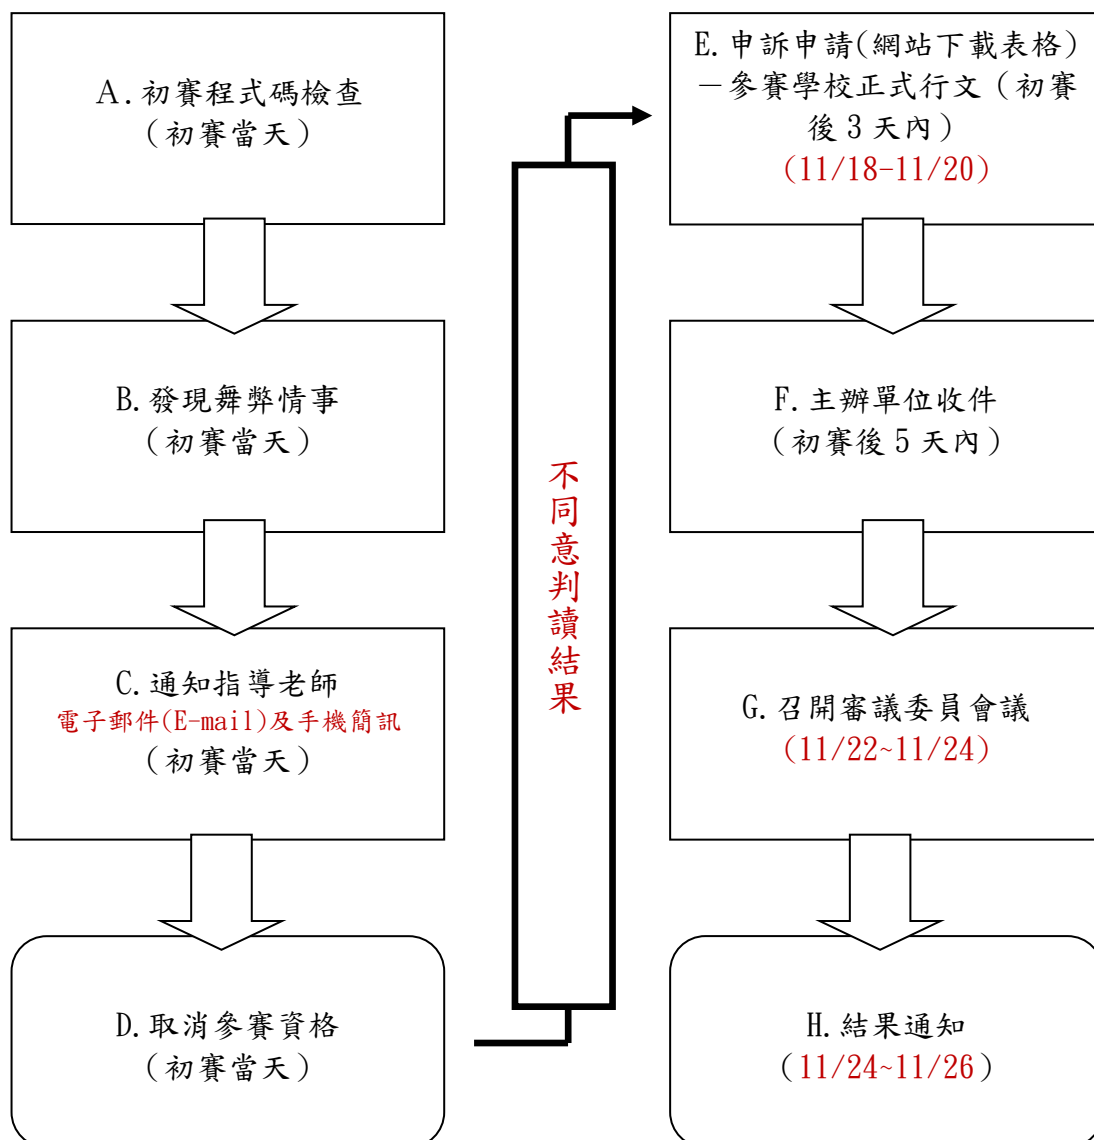 A.初賽程式碼檢查
(初賽當天)
B.發現舞弊情事
(初賽當天)
C.通知指導老師
電子郵件(E-mail)及手機簡訊
(初賽當天)
D.取消參賽資格
(初賽當天)
不同意判讀結果
E.申訴申請(網站下載表格)
－參賽學校正式行文(初賽
後3天內)
(11/18-11/20)
F.主辦單位收件
(初賽後5天內)
G.召開審議委員會議
(11/22~11/24)
H.結果通知
(11/24~11/26)